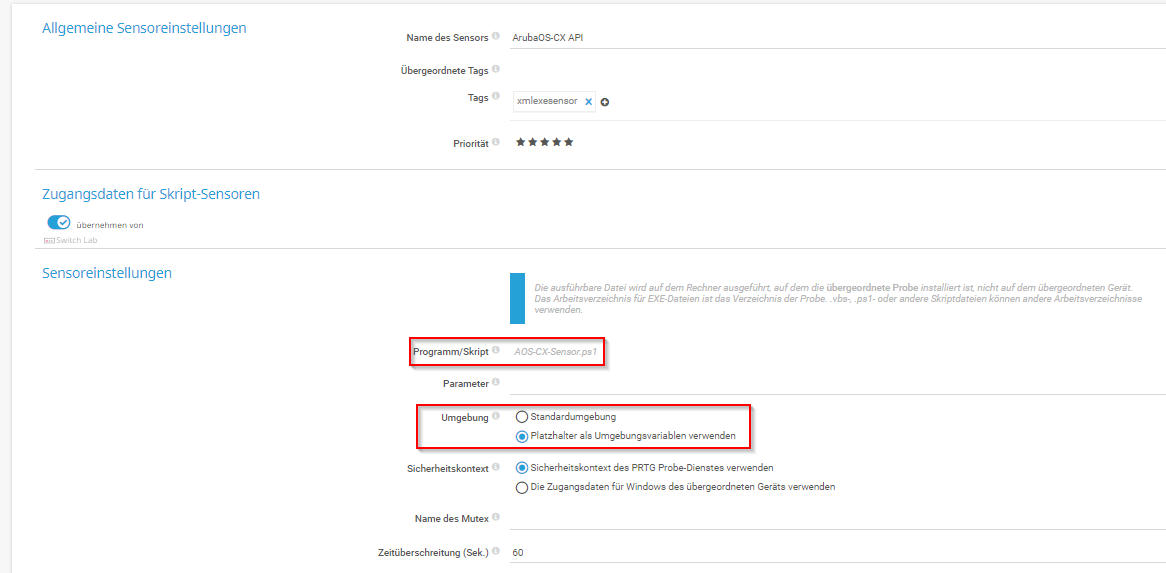 Allgemeine Sensoreinstellungen
Name des Sensors ArubaOS-CX API
Übergeordnete Tags
Tags xmlexesensor
Priorität
Zugangsdaten für Skript-Sensoren
übernehmen von
Switch Lab
Sensoreinstellungen
Die ausführbare Datei wird auf dem Rechner ausgeführt, auf dem die übergeordnete Probe installiert ist, nicht auf dem übergeordneten Gerät.
Das Arbeitsverzeichnis für EXE-Dateien ist das Verzeichnis der Probe. .vbs-, .ps1- oder andere Skriptdateien können andere Arbeitsverzeichnisse
verwenden.
Programm/Skript AOS-CX-Sensor.ps1
Parameter
Umgebung Standardumgebung
Platzhalter als Umgebungsvariablen verwenden
Sicherheitskontext Sicherheitskontext des PRTG Probe-Dienstes verwenden
Die Zugangsdaten für Windows des übergeordneten Geräts verwenden
Name des Mutex
Zeitüberschreitung (Sek.) 60